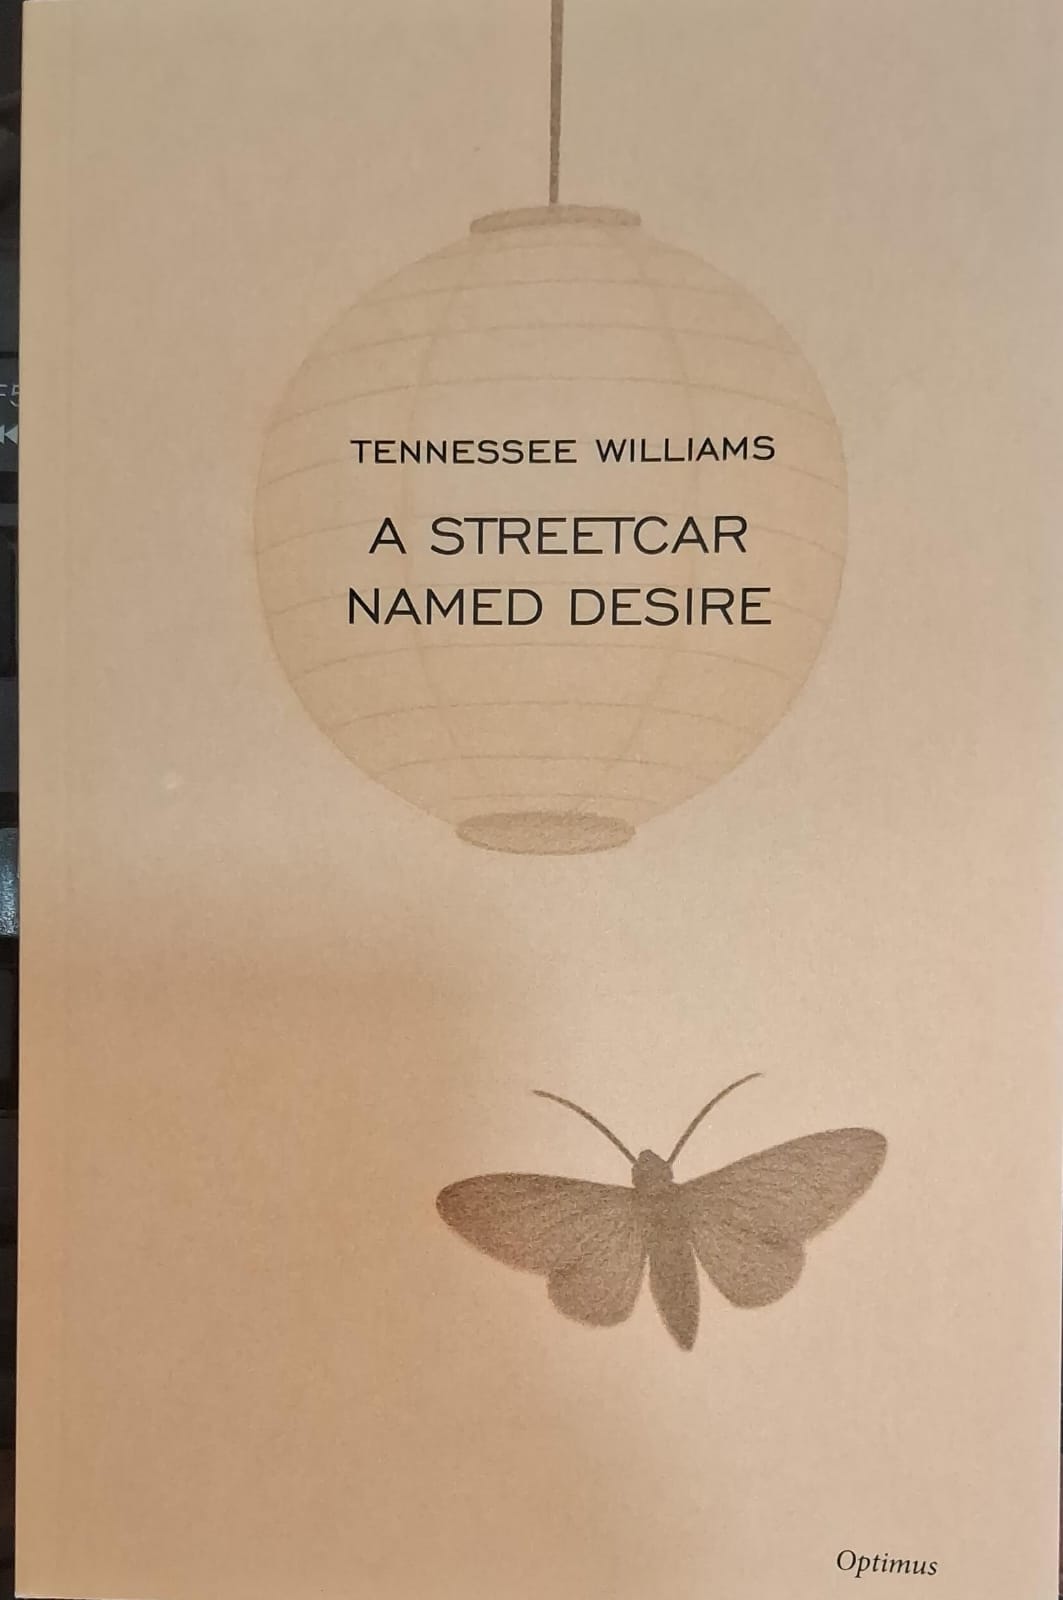 TENNESSEE WILLIAMS
A STREETCAR
NAMED DESIRE
Optimus